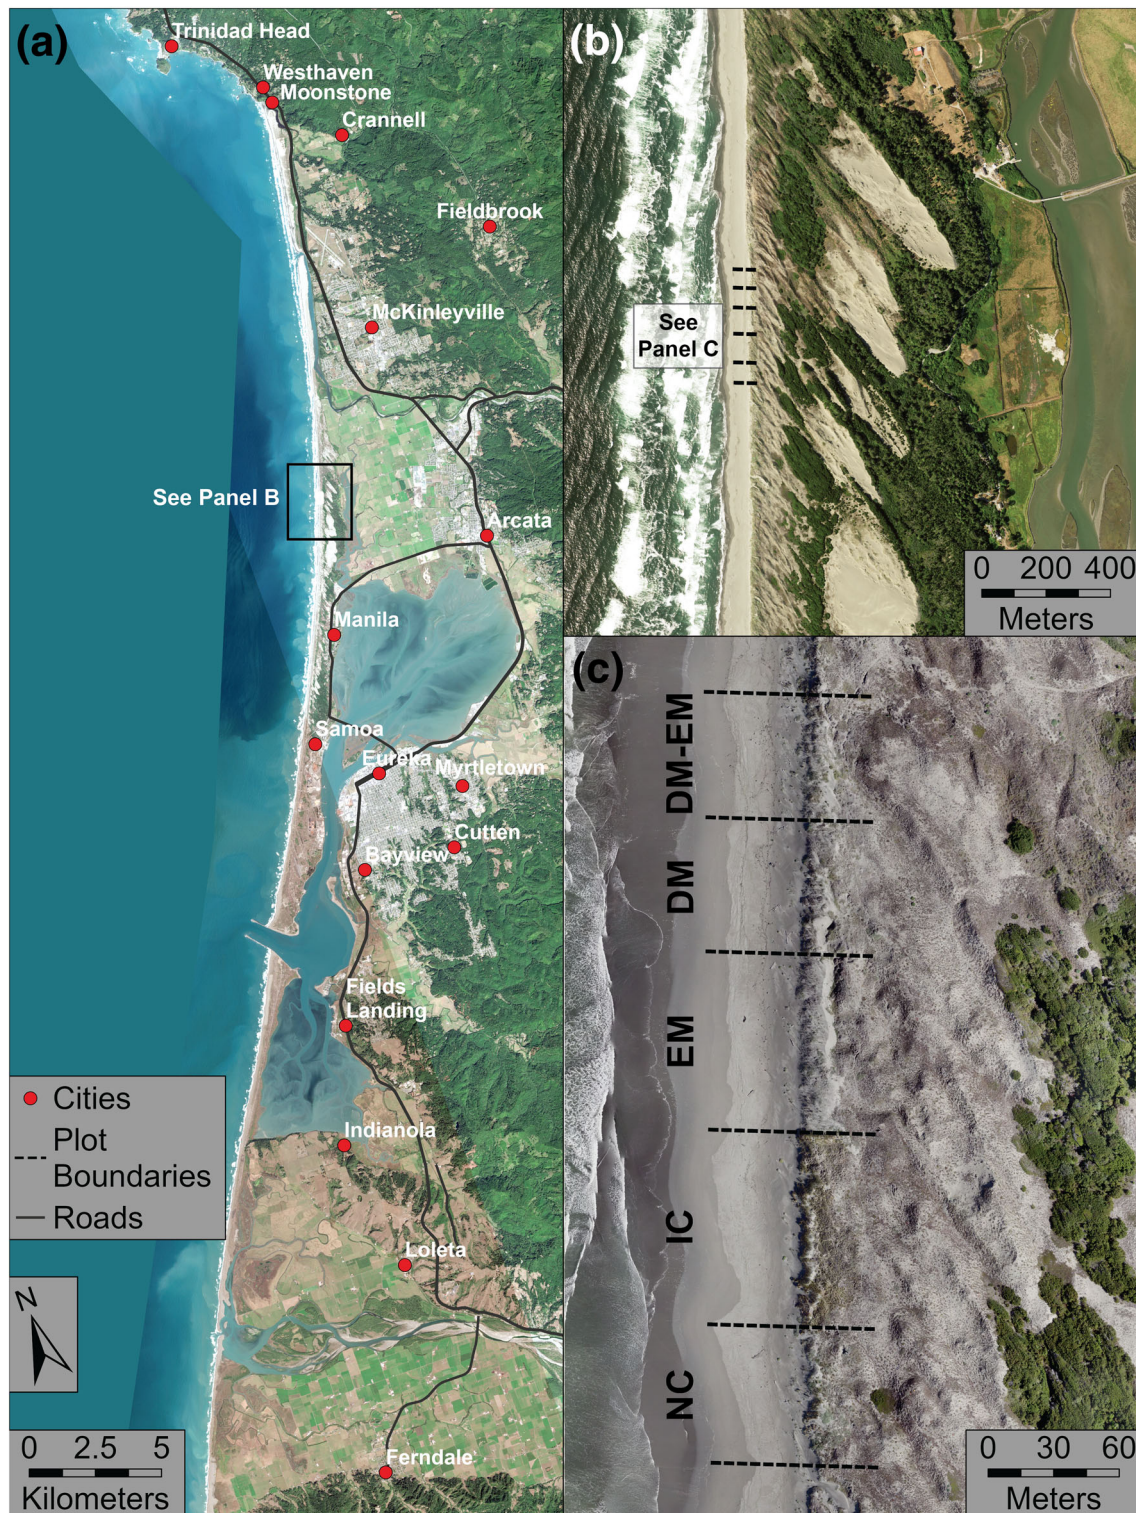 (a)
Trinidad Head
Westhaven
Moonstone
Crannell
Fieldbrook
McKinleyville
See Panel B
Arcata
Manila
Samoa
Eureka
Myrtletown
Cutten
Bayview
Fields
Landing
Indianola
Loleta
Ferndale
Cities
Plot
Boundaries
Roads
N
0 2.5 5
Kilometers
(b)
See
Panel C
0 200 400
Meters
(c)
DM-EM
DM
EM
IC
NC
0 30 60
Meters